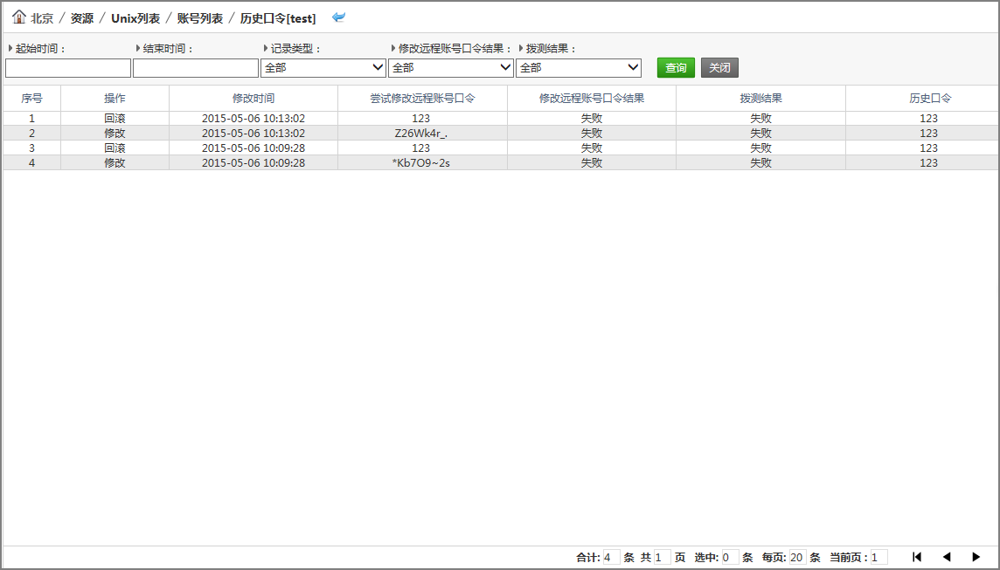 北京 / 资源 / Unix列表 / 账号列表 / 历史口令[test]
起始时间： 结束时间： 记录类型： 修改远程账号口令结果： 拨测结果：
全部 全部 全部 查询 关闭
序号 操作 修改时间 尝试修改远程账号口令 修改远程账号口令结果 拨测结果 历史口令
1 回滚 2015-05-06 10:13:02 123 失败 失败 123
2 修改 2015-05-06 10:13:02 Z26Wk4r_. 失败 失败 123
3 回滚 2015-05-06 10:09:28 123 失败 失败 123
4 修改 2015-05-06 10:09:28 *Kb7O9~2s 失败 失败 123
合计: 4 条 共 1 页 选中: 0 条 每页: 20 条 当前页： 1